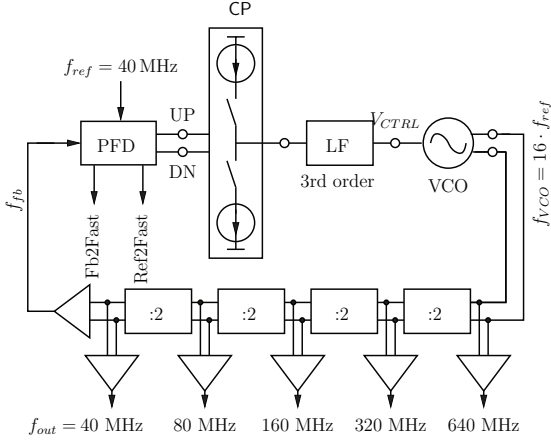 CP
f_ref = 40 MHz
UP
PFD
DN
LF
3rd order
V_CTRL
VCO
f_VCO = 16 · f_ref
f_fb
Fb2Fast
Ref2Fast
:2
:2
:2
:2
f_out = 40 MHz
80 MHz
160 MHz
320 MHz
640 MHz